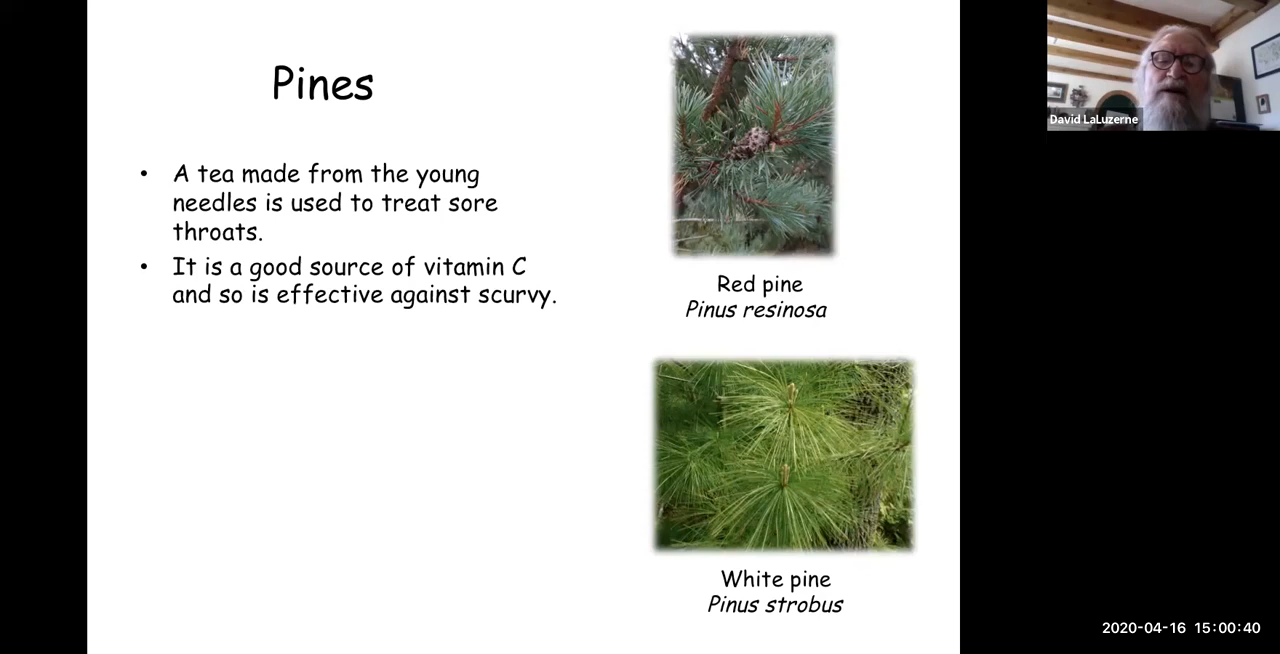 Pines
• A tea made from the young
needles is used to treat sore
throats.
• It is a good source of vitamin C
and so is effective against scurvy.
Red pine
Pinus resinosa
White pine
Pinus strobus
David LaLuzerne
2020-04-16 15:00:40